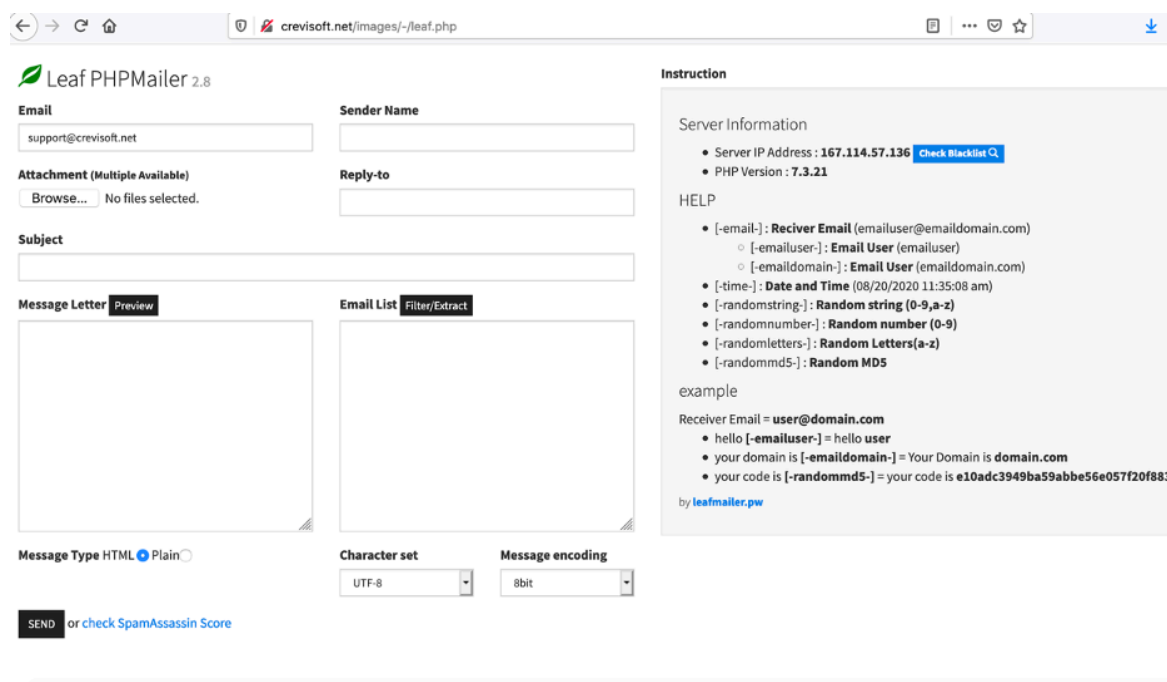 crevisoft.net/images/-/leaf.php
Leaf PHPMailer 2.8
Email
Sender Name
support@crevisoft.net
Attachment (Multiple Available)
Reply-to
Browse... No files selected.
Subject
Message Letter Preview
Email List Filter/Extract
Message Type HTML Plain
Character set
Message encoding
UTF-8
8bit
SEND or check SpamAssassin Score
Instruction
Server Information
Server IP Address : 167.114.57.136 Check Blacklist
PHP Version : 7.3.21
HELP
[-email-] : Reciver Email (emailuser@emaildomain.com)
[-emailuser-] : Email User (emailuser)
[-emaildomain-] : Email User (emaildomain.com)
[-time-] : Date and Time (08/20/2020 11:35:08 am)
[-randomstring-] : Random string (0-9,a-z)
[-randomnumber-] : Random number (0-9)
[-randomletters-] : Random Letters(a-z)
[-randommd5-] : Random MD5
example
Receiver Email = user@domain.com
hello [-emailuser-] = hello user
your domain is [-emaildomain-] = Your Domain is domain.com
your code is [-randommd5-] = your code is e10adc3949ba59abbe56e057f20f883
by leafmailer.pw